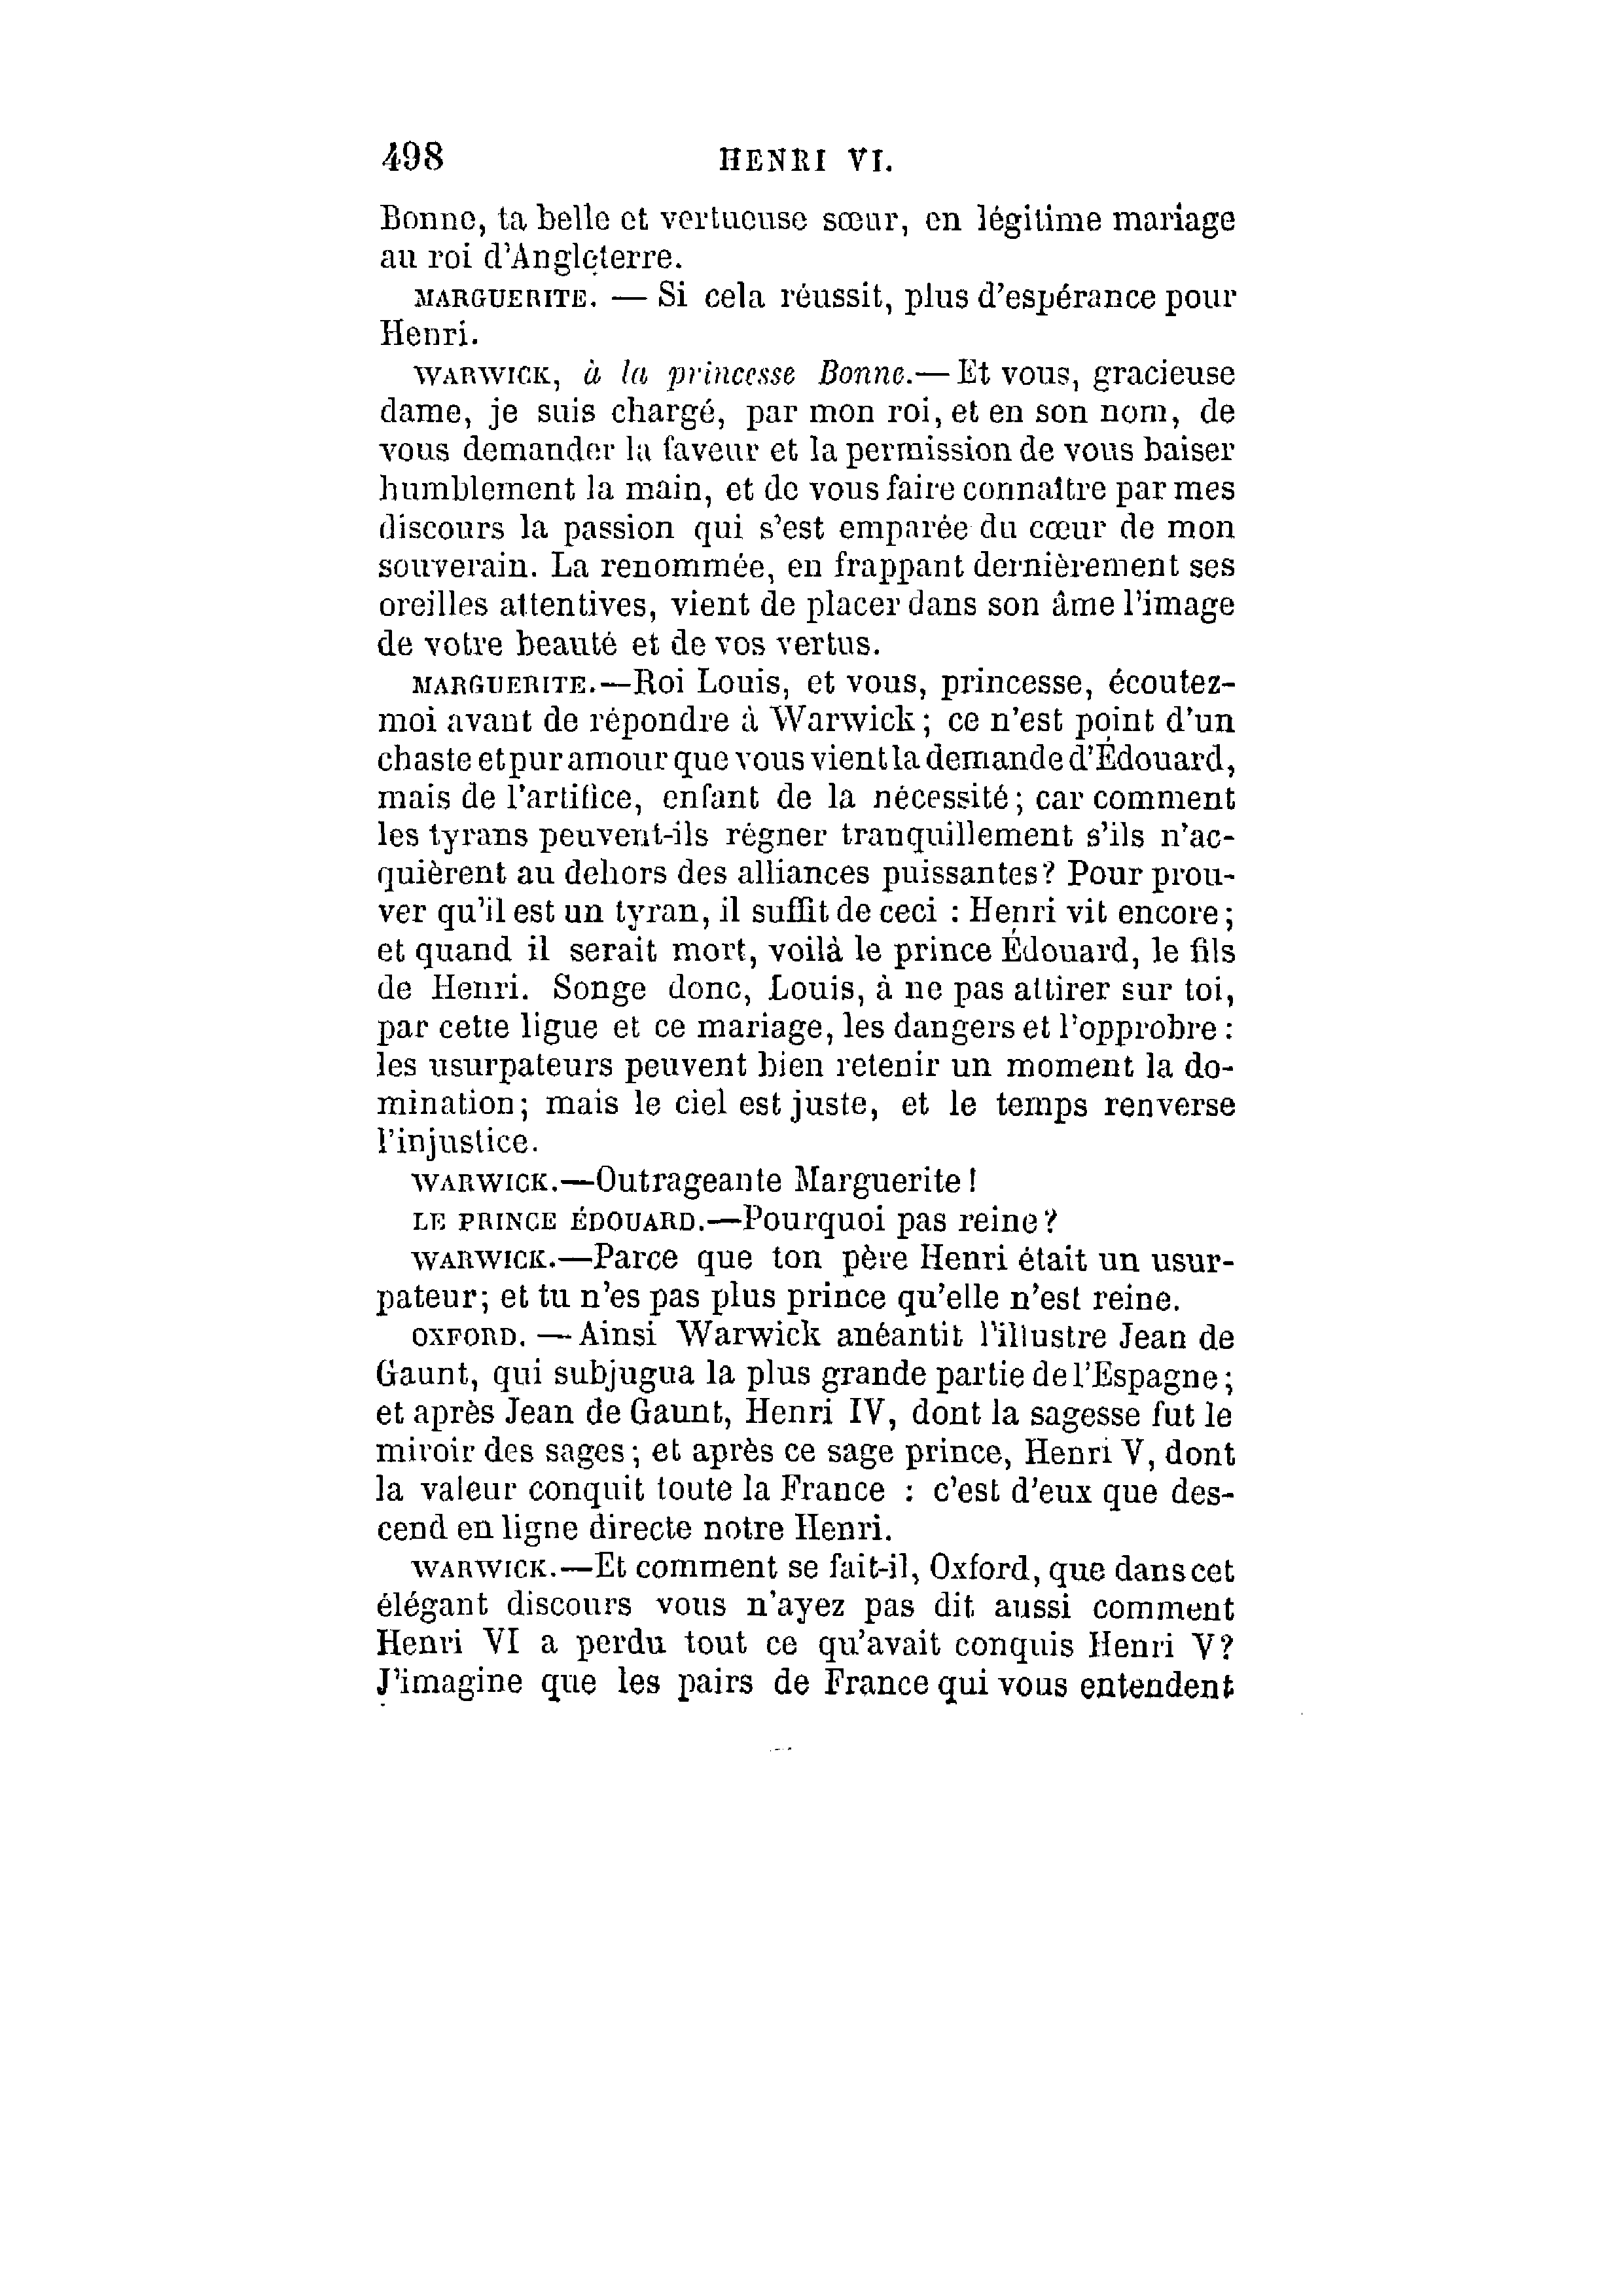 498 HENRI VI.
Bonne, ta belle et vertueuse sœur, en légitime mariage
au roi d'Angleterre.
MARGUERITE. — Si cela réussit, plus d'espérance pour
Henri.
WARWICK, à la princesse Bonne.— Et vous, gracieuse
dame, je suis chargé, par mon roi, et en son nom, de
vous demander la faveur et la permission de vous baiser
humblement la main, et de vous faire connaître par mes
discours la passion qui s'est emparée du cœur de mon
souverain. La renommée, en frappant dernièrement ses
oreilles attentives, vient de placer dans son âme l'image
de votre beauté et de vos vertus.
MARGUERITE.—Roi Louis, et vous, princesse, écoutez-
moi avant de répondre à Warwick ; ce n'est point d'un
chaste et pur amour que vous vient la demande d'Édouard,
mais de l'artifice, enfant de la nécessité ; car comment
les tyrans peuvent-ils régner tranquillement s'ils n'ac-
quièrent au dehors des alliances puissantes? Pour prou-
ver qu'il est un tyran, il suffit de ceci : Henri vit encore ;
et quand il serait mort, voilà le prince Édouard, le fils
de Henri. Songe donc, Louis, à ne pas attirer sur toi,
par cette ligue et ce mariage, les dangers et l'opprobre :
les usurpateurs peuvent bien retenir un moment la do-
mination; mais le ciel est juste, et le temps renverse
l'injustice.
WARWICK.—Outrageante Marguerite !
LE PRINCE ÉDOUARD.—Pourquoi pas reine ?
WARWICK.—Parce que ton père Henri était un usur-
pateur; et tu n'es pas plus prince qu'elle n'est reine.
OXFORD. — Ainsi Warwick anéantit l'illustre Jean de
Gaunt, qui subjugua la plus grande partie de l'Espagne ;
et après Jean de Gaunt, Henri IV, dont la sagesse fut le
miroir des sages ; et après ce sage prince, Henri V, dont
la valeur conquit toute la France : c'est d'eux que des-
cend en ligne directe notre Henri.
WARWICK.—Et comment se fait-il, Oxford, que dans cet
élégant discours vous n'ayez pas dit aussi comment
Henri VI a perdu tout ce qu'avait conquis Henri V?
J'imagine que les pairs de France qui vous entendent